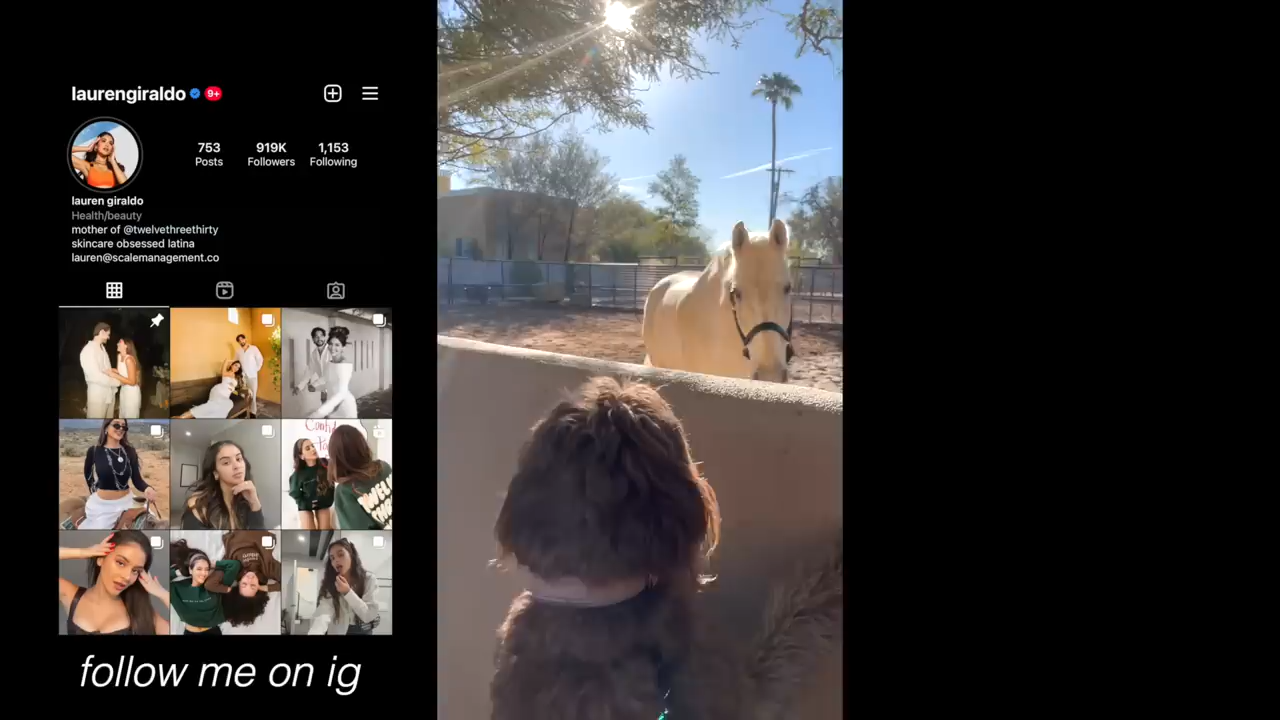 laurengiraldo 9+
753 919K 1,153
Posts Followers Following
lauren giraldo
Health/beauty
mother of @twelvethreethirty
skincare obsessed latina
lauren@scalemanagement.co
follow me on ig